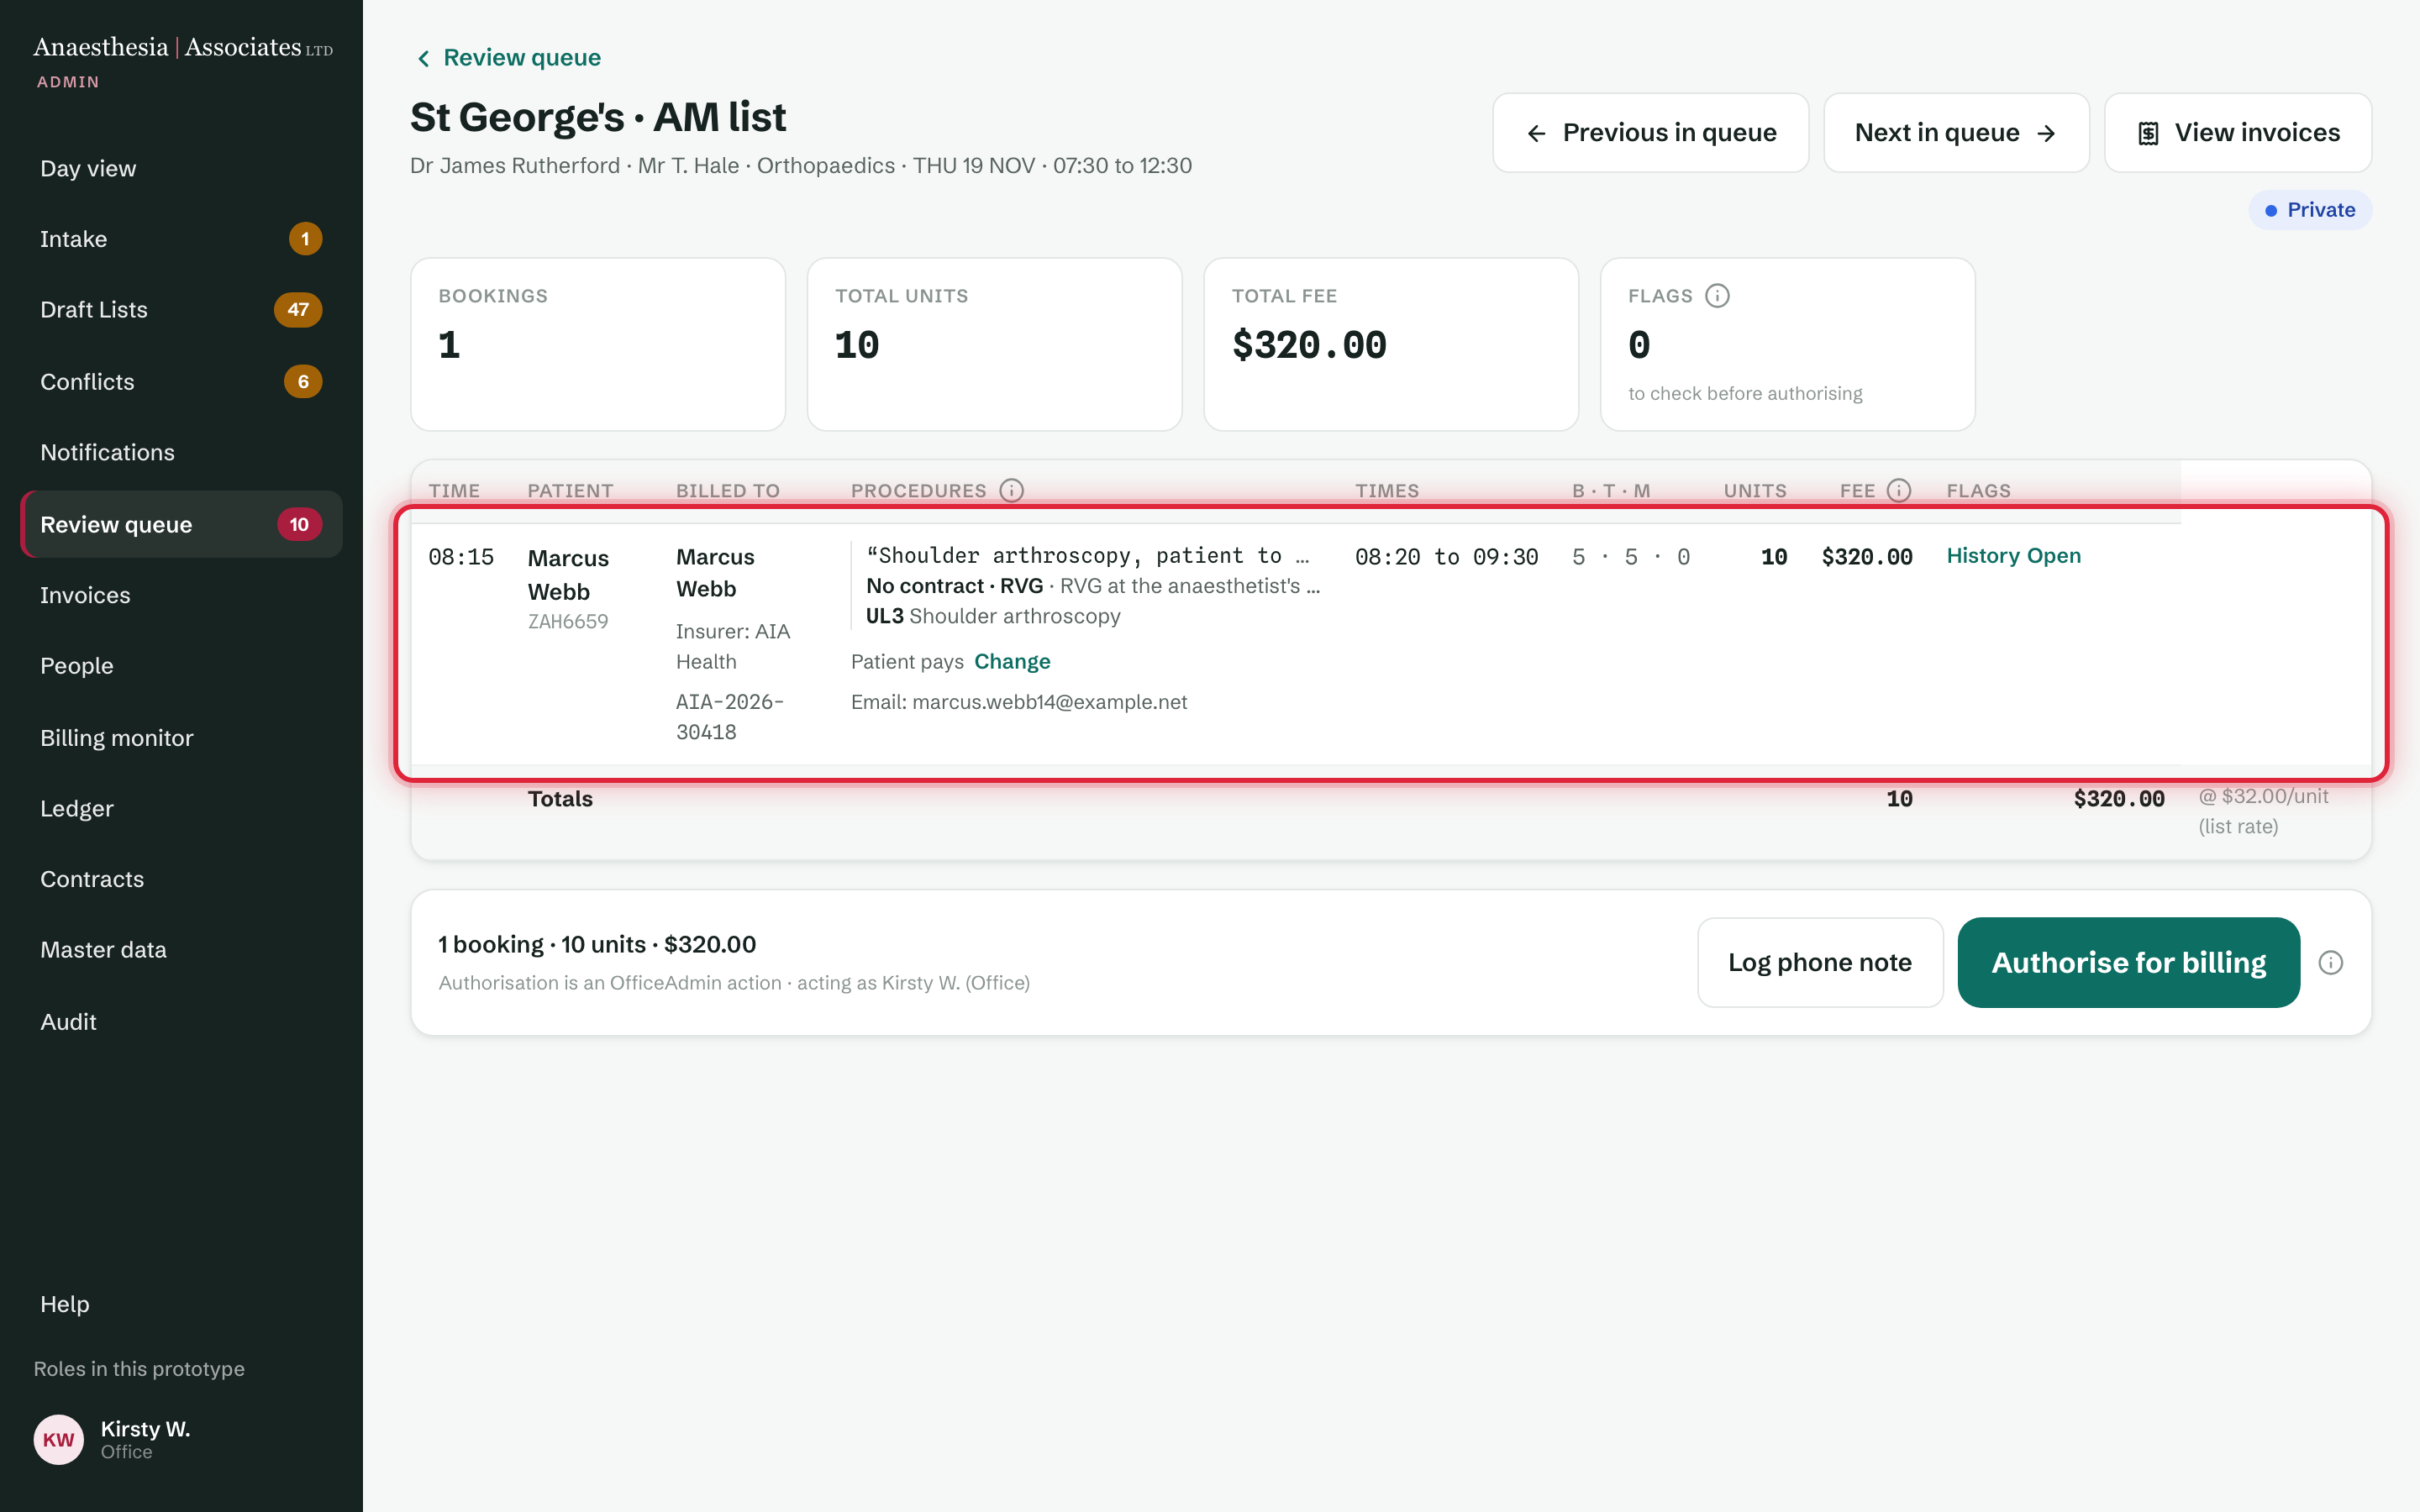 Anaesthesia | Associates LTD
ADMIN
Day view
Intake 1
Draft Lists 47
Conflicts 6
Notifications
Review queue 10
Invoices
People
Billing monitor
Ledger
Contracts
Master data
Audit
Help
Roles in this prototype
KW Kirsty W.
Office
Review queue
St George's · AM list
Dr James Rutherford · Mr T. Hale · Orthopaedics · THU 19 NOV · 07:30 to 12:30
Previous in queue
Next in queue
View invoices
Private
BOOKINGS
1
TOTAL UNITS
10
TOTAL FEE
$320.00
FLAGS
0
to check before authorising
TIME PATIENT BILLED TO PROCEDURES TIMES B · T · M UNITS FEE FLAGS
08:15
Marcus
Webb
ZAH6659
Marcus
Webb
Insurer: AIA
Health
AIA-2026-
30418
“Shoulder arthroscopy, patient to …
No contract · RVG · RVG at the anaesthetist's …
UL3 Shoulder arthroscopy
Patient pays Change
Email: marcus.webb14@example.net
08:20 to 09:30
5 · 5 · 0
10
$320.00
History Open
Totals 10 $320.00 @ $32.00/unit
(list rate)
1 booking · 10 units · $320.00
Authorisation is an OfficeAdmin action · acting as Kirsty W. (Office)
Log phone note
Authorise for billing